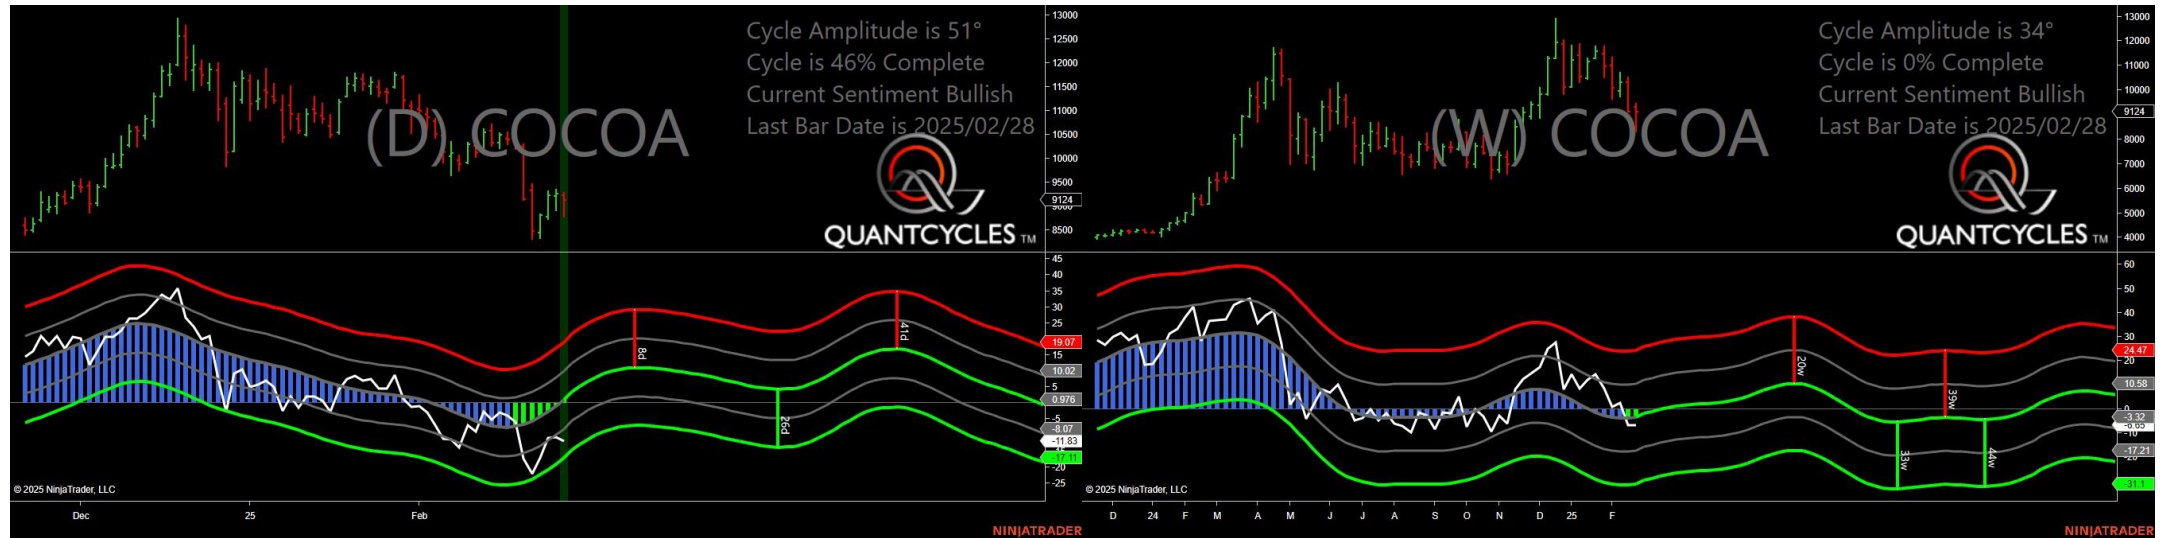 Cycle Amplitude is 51°
Cycle is 46% Complete
Current Sentiment Bullish
Last Bar Date is 2025/02/28
(D) COCOA
QUANTCYCLES TM
13000
12500
12000
11500
11000
10500
10000
9500
9124
9000
8500
45
40
35
30
25
19.07
15
10.02
5
0.976
-5
-8.07
-11.83
-17.11
-20
-25
8d
26d
41d
© 2025 NinjaTrader, LLC
Dec 25 Feb
NINJATRADER
Cycle Amplitude is 34°
Cycle is 0% Complete
Current Sentiment Bullish
Last Bar Date is 2025/02/28
(W) COCOA
QUANTCYCLES TM
13000
12000
11000
10000
9124
8000
7000
6000
5000
4000
60
50
40
30
24.47
20
10.58
0
-3.32
-10
-17.21
-20
-31.1
20w
33w
39w
44w
© 2025 NinjaTrader, LLC
D 24 F M A M J J A S O N D 25 F
NINJATRADER